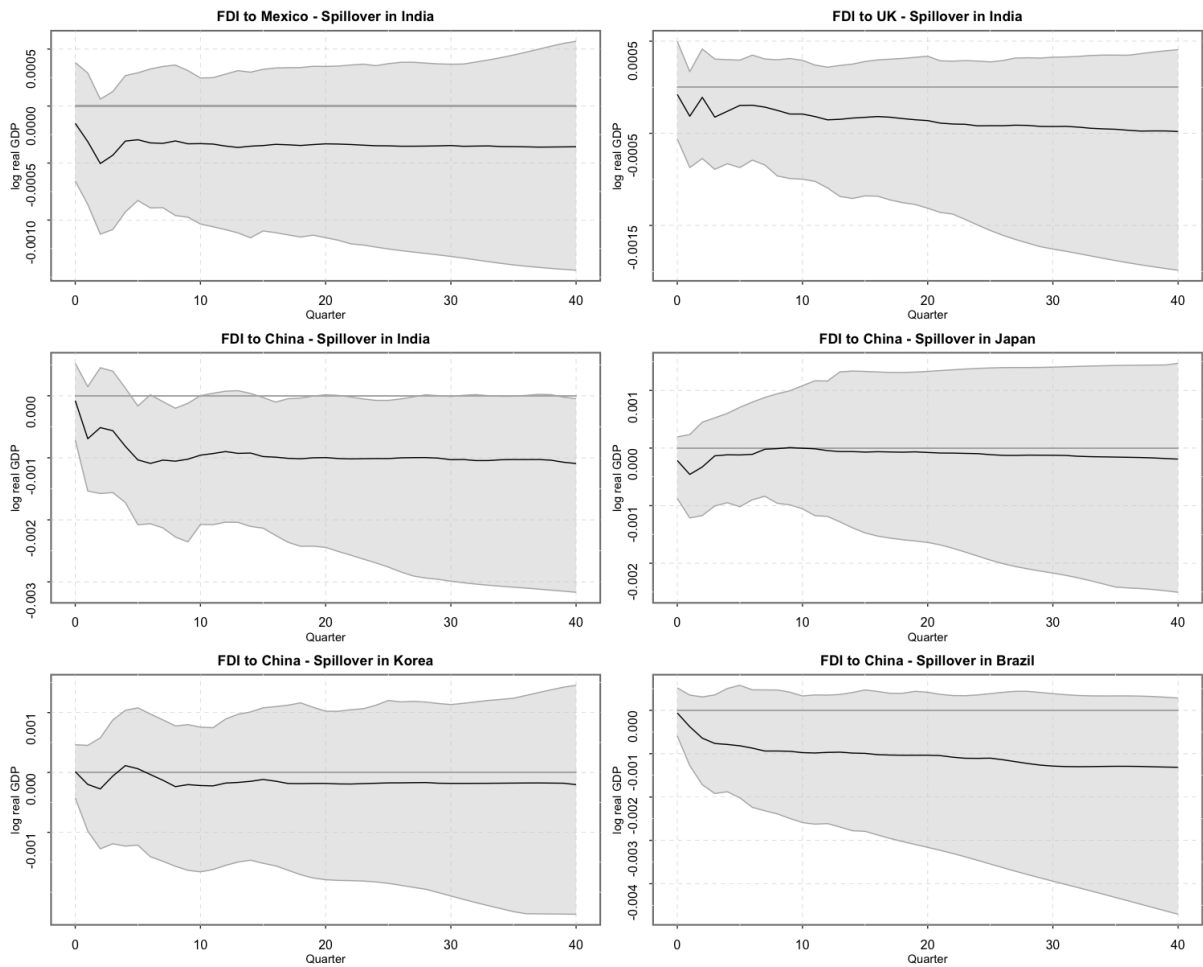 FDI to Mexico - Spillover in India
log real GDP
0.0005
0.0000
-0.0005
-0.0010
0 10 20 30 40
Quarter
FDI to UK - Spillover in India
log real GDP
0.0005
-0.0005
-0.0015
0 10 20 30 40
Quarter
FDI to China - Spillover in India
log real GDP
0.000
-0.001
-0.002
-0.003
0 10 20 30 40
Quarter
FDI to China - Spillover in Japan
log real GDP
0.001
0.000
-0.001
-0.002
0 10 20 30 40
Quarter
FDI to China - Spillover in Korea
log real GDP
0.001
0.000
-0.001
0 10 20 30 40
Quarter
FDI to China - Spillover in Brazil
log real GDP
0.000
-0.001
-0.002
-0.003
-0.004
0 10 20 30 40
Quarter